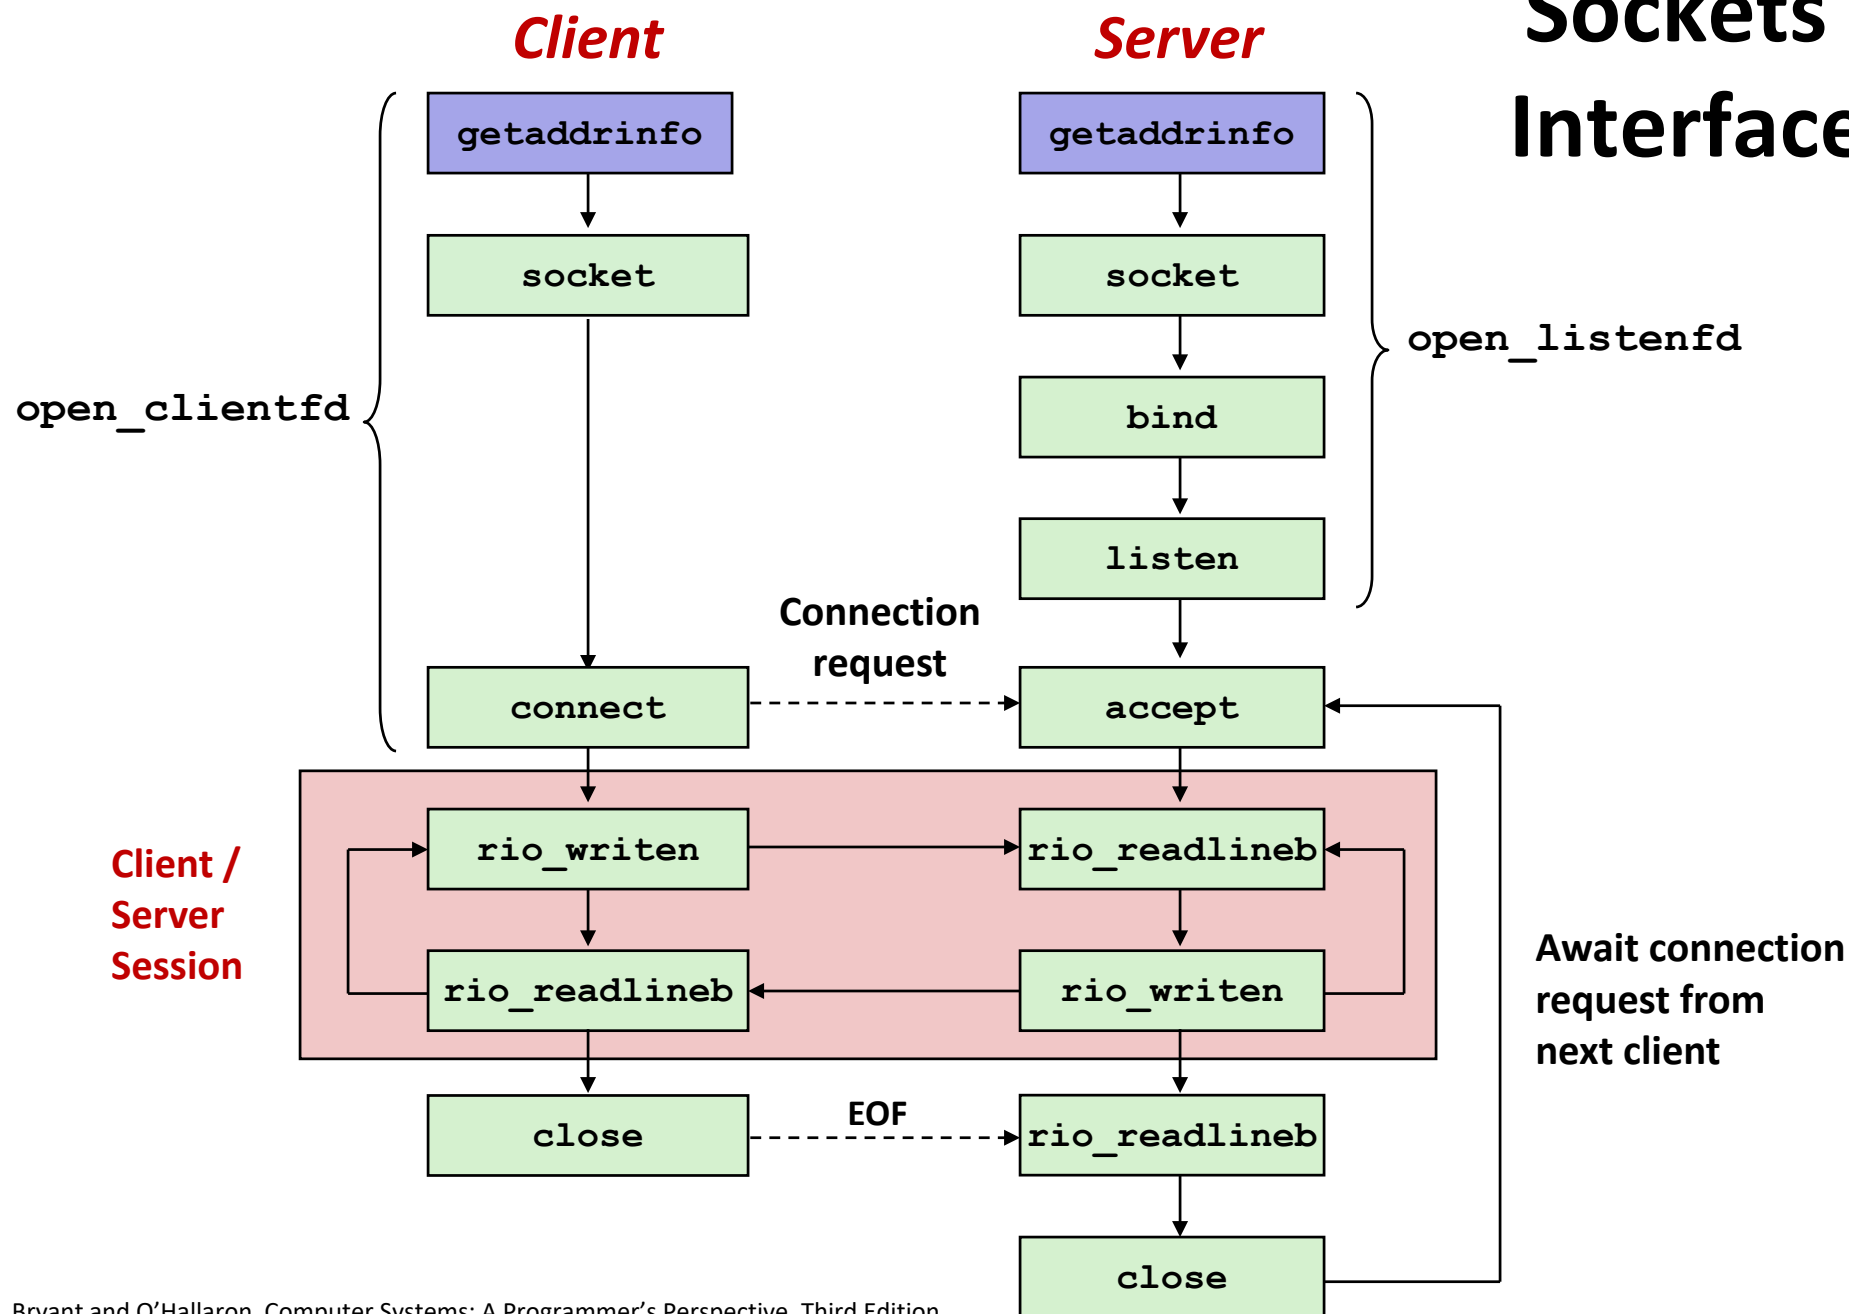 Sockets
Interface
Client
Server
getaddrinfo
getaddrinfo
socket
socket
open_listenfd
open_clientfd
bind
listen
Connection
request
connect
accept
Client /
Server
Session
rio_writen
rio_readlineb
rio_readlineb
rio_writen
Await connection
request from
next client
close
EOF
rio_readlineb
close
Bryant and O'Hallaron, Computer Systems: A Programmer's Perspective, Third Edition